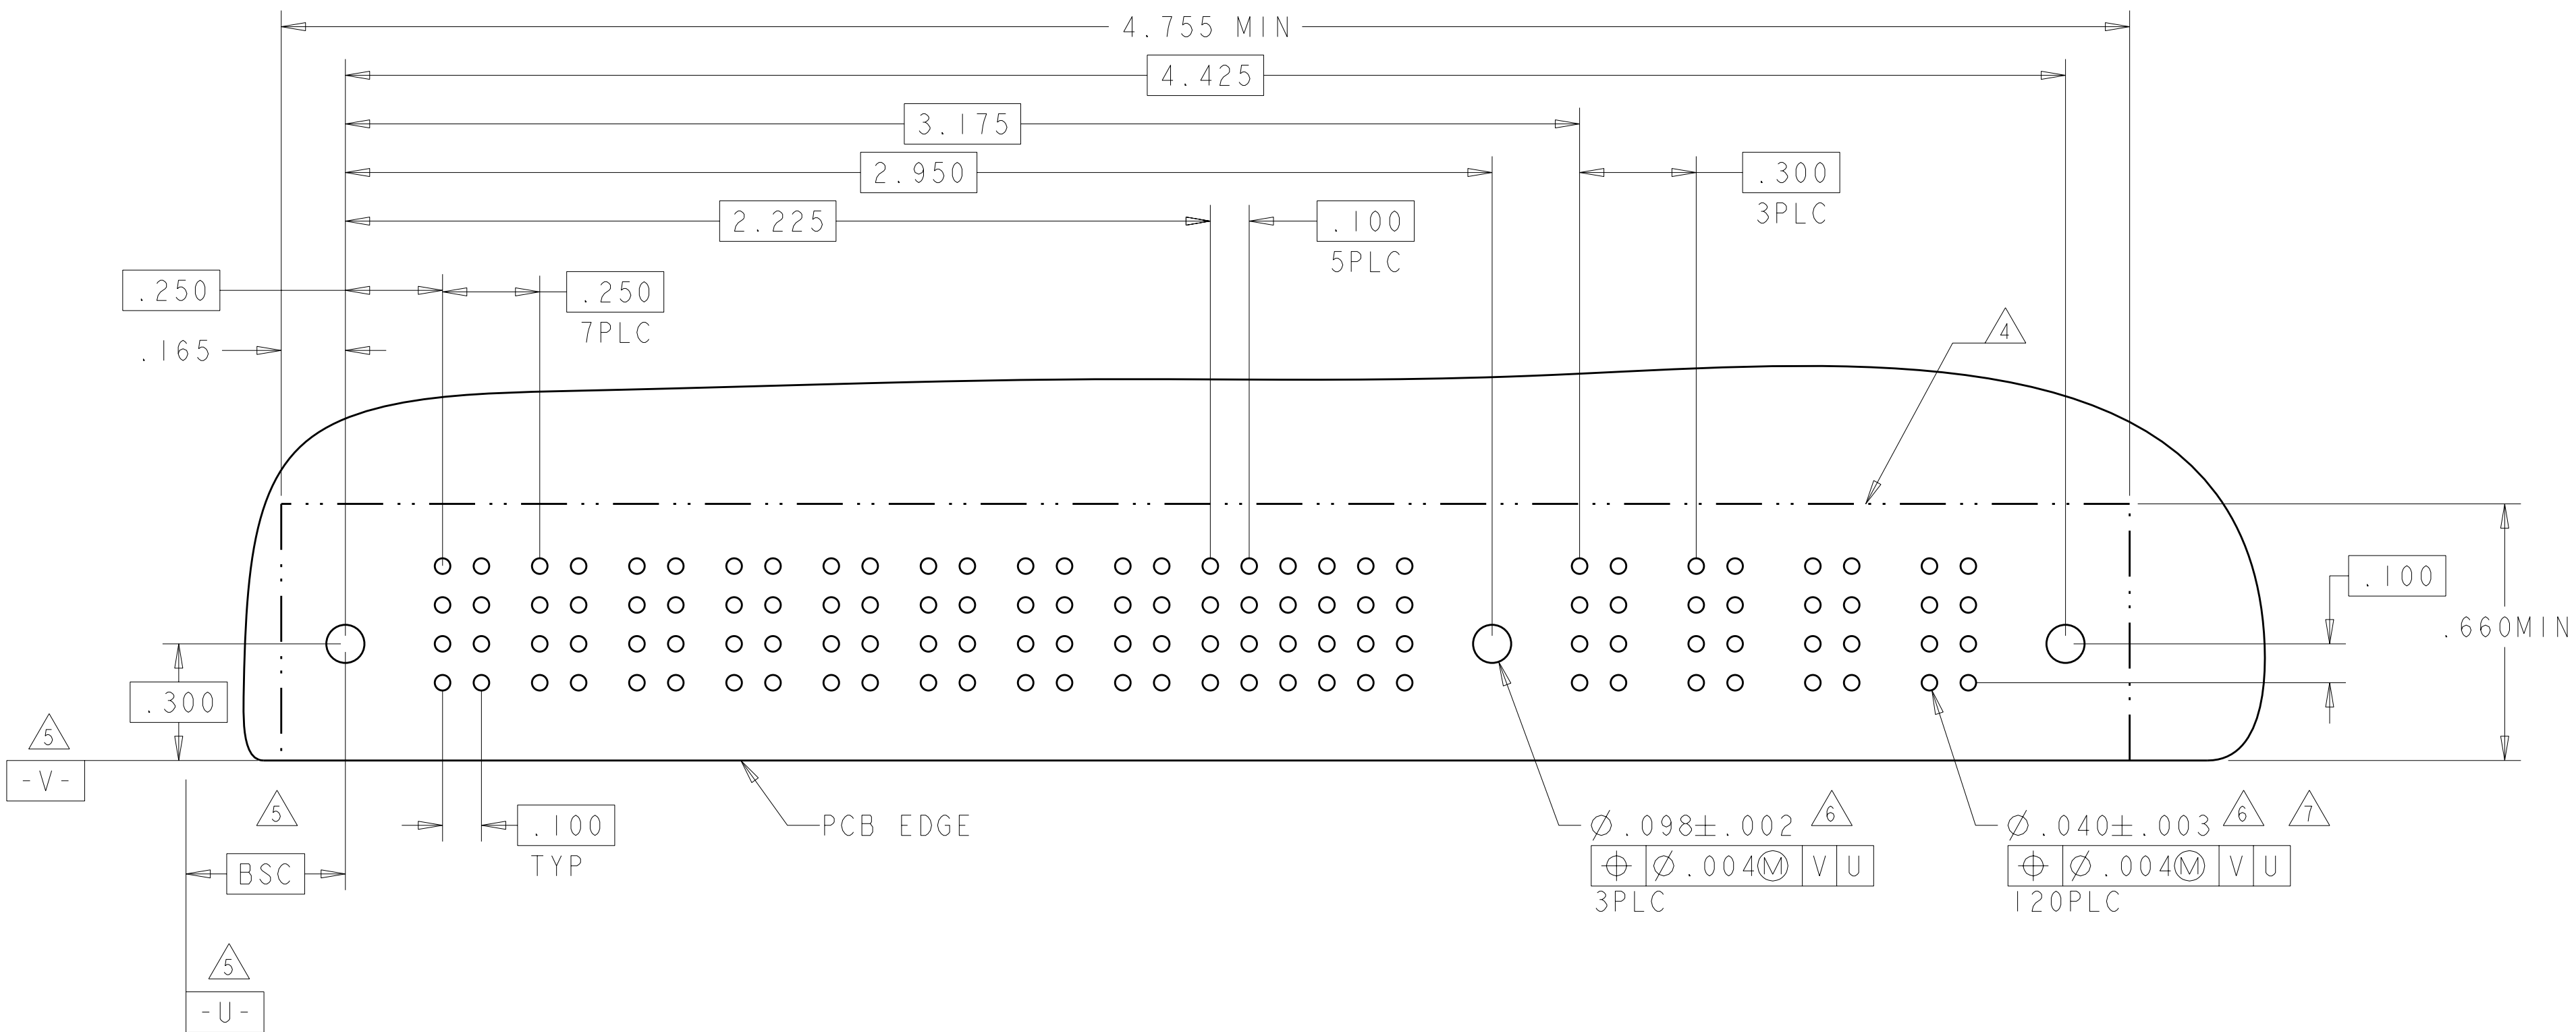 4.755 MIN
4.425
3.175
2.950
.300
3PLC
2.225
.100
5PLC
.250
.250
7PLC
.165
4
.100
.660MIN
.300
5
-V-
5
.100
TYP
PCB EDGE
BSC
Ø.098±.002 6
⌖ Ø.004Ⓜ V U
3PLC
Ø.040±.003 6 7
⌖ Ø.004Ⓜ V U
120PLC
5
-U-